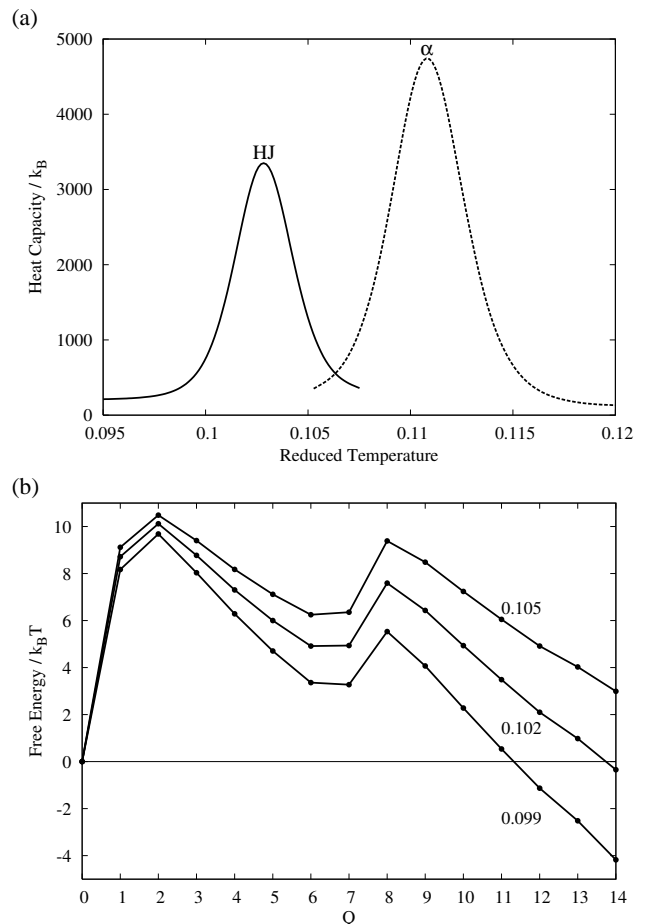 (a)
5000
4000
3000
2000
1000
0
Heat Capacity / k_B
HJ
α
0.095 0.1 0.105 0.11 0.115 0.12
Reduced Temperature
(b)
10
8
6
4
2
0
-2
-4
Free Energy / k_BT
0.105
0.102
0.099
0 1 2 3 4 5 6 7 8 9 10 11 12 13 14
Q